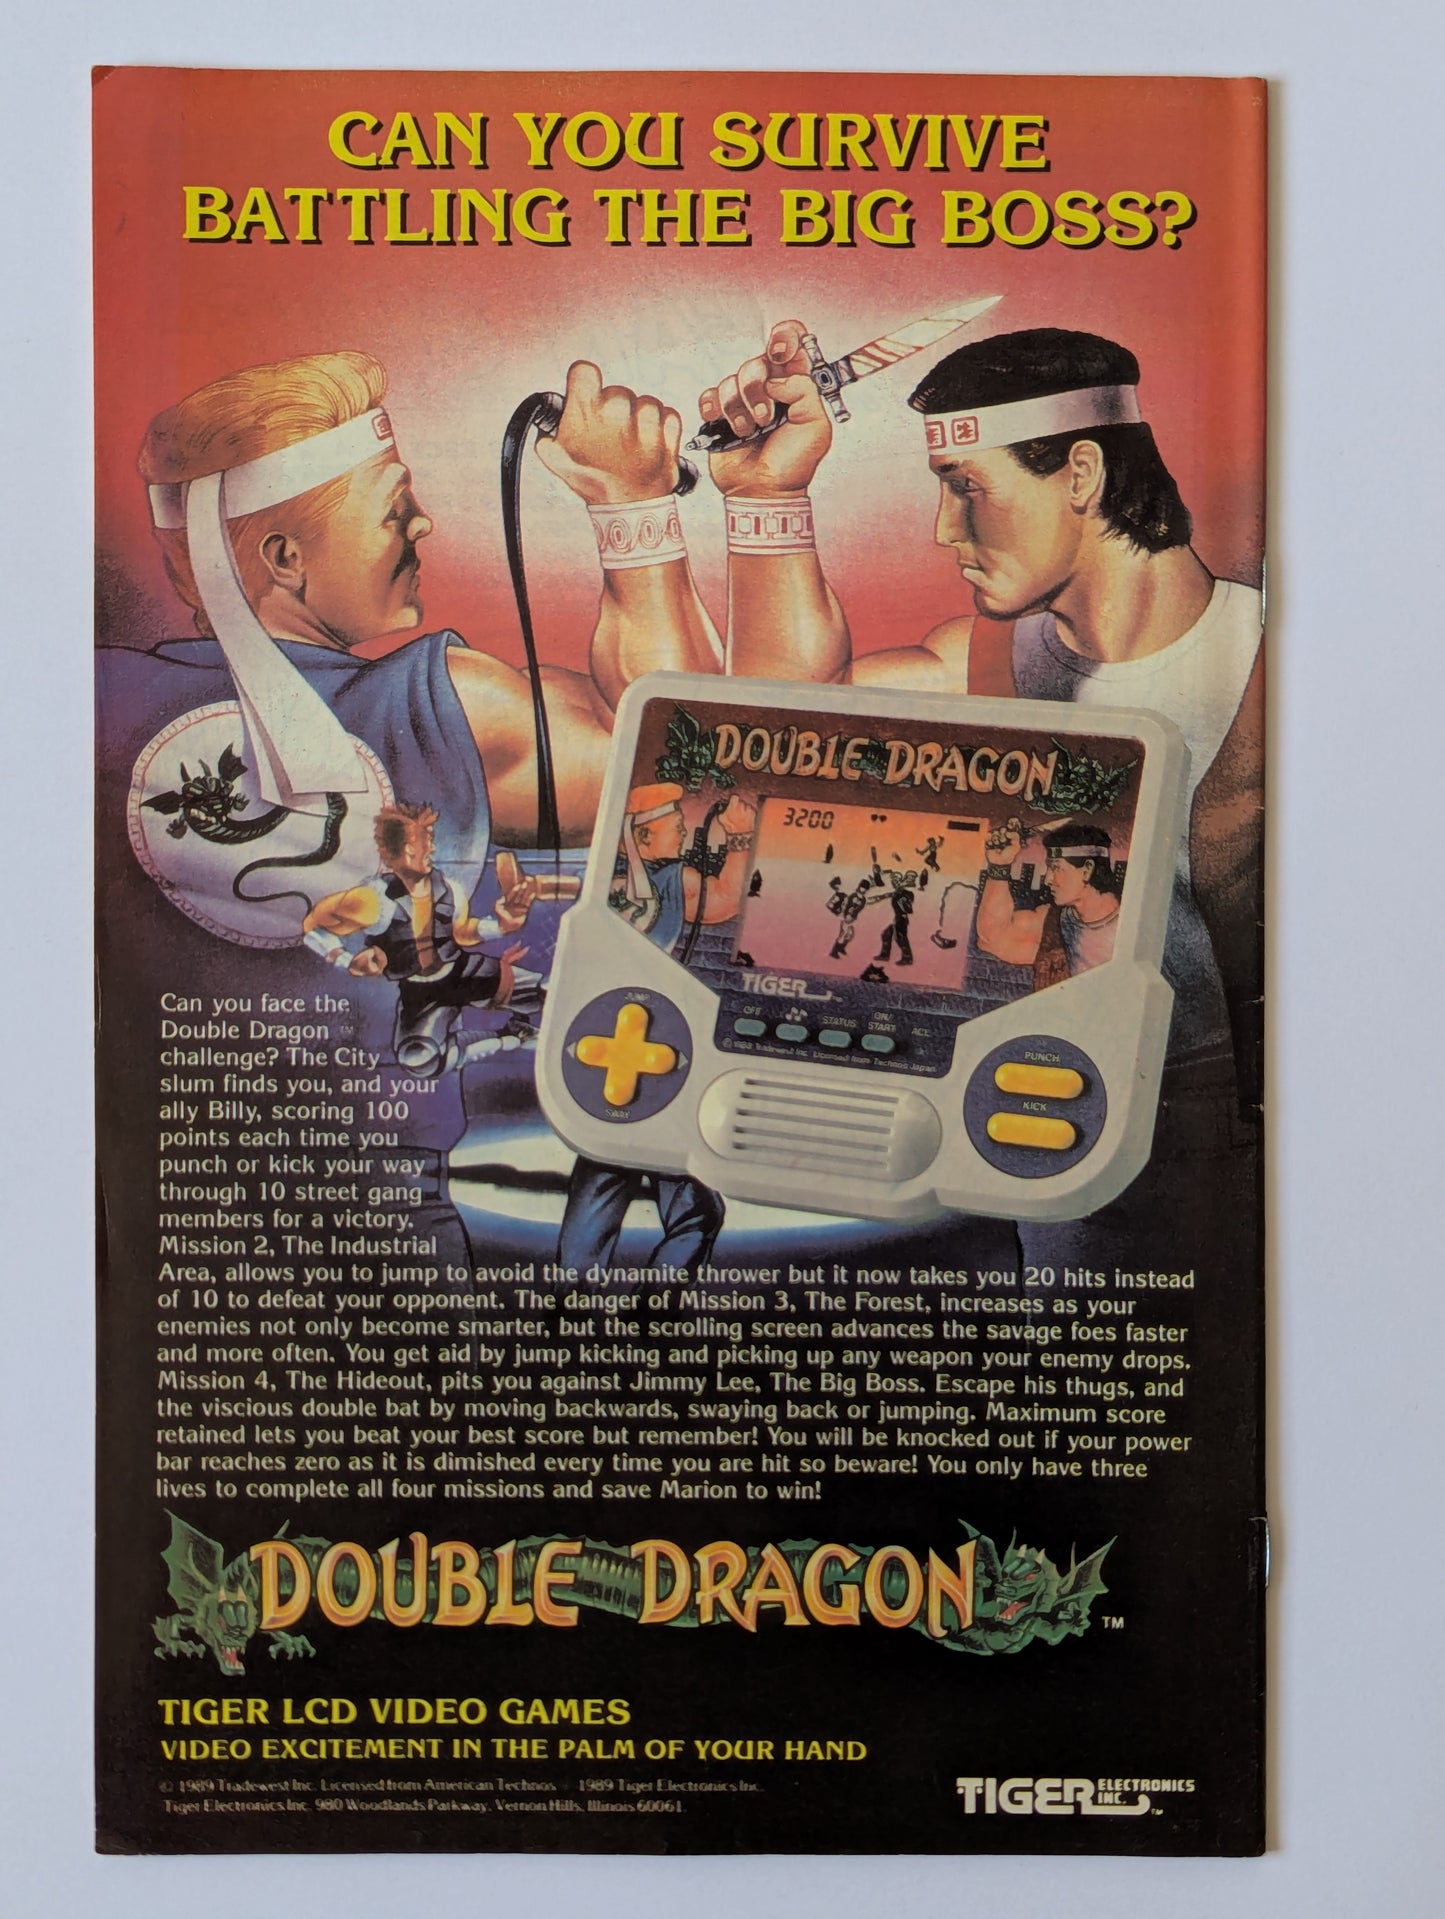 CAN YOU SURVIVE
BATTLING THE BIG BOSS?
DOUBLE DRAGON
3200
TIGER
OFF
STATUS
ON/
START
ACL
© 1988 Tradewest Inc. Licensed from Technos Japan
JUMP
SWAY
PUNCH
KICK
Can you face the
Double Dragon ™
challenge? The City
slum finds you, and your
ally Billy, scoring 100
points each time you
punch or kick your way
through 10 street gang
members for a victory.
Mission 2, The Industrial
Area, allows you to jump to avoid the dynamite thrower but it now takes you 20 hits instead
of 10 to defeat your opponent. The danger of Mission 3, The Forest, increases as your
enemies not only become smarter, but the scrolling screen advances the savage foes faster
and more often. You get aid by jump kicking and picking up any weapon your enemy drops.
Mission 4, The Hideout, pits you against Jimmy Lee, The Big Boss. Escape his thugs, and
the viscious double bat by moving backwards, swaying back or jumping. Maximum score
retained lets you beat your best score but remember! You will be knocked out if your power
bar reaches zero as it is dimished every time you are hit so beware! You only have three
lives to complete all four missions and save Marion to win!
DOUBLE DRAGON ™
TIGER LCD VIDEO GAMES
VIDEO EXCITEMENT IN THE PALM OF YOUR HAND
© 1989 Tradewest Inc. Licensed from American Technos 1989 Tiger Electronics Inc.
Tiger Electronics Inc. 980 Woodlands Parkway, Vernon Hills, Illinois 60061
TIGER ELECTRONICS INC. ™